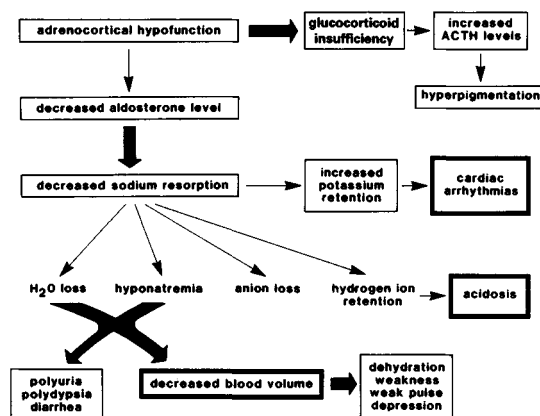 adrenocortical hypofunction
glucocorticoid
insufficiency
increased
ACTH levels
hyperpigmentation
decreased aldosterone level
decreased sodium resorption
increased
potassium
retention
cardiac
arrhythmias
H2O loss
hyponatremia
anion loss
hydrogen ion
retention
acidosis
polyuria
polydypsia
diarrhea
decreased blood volume
dehydration
weakness
weak pulse
depression